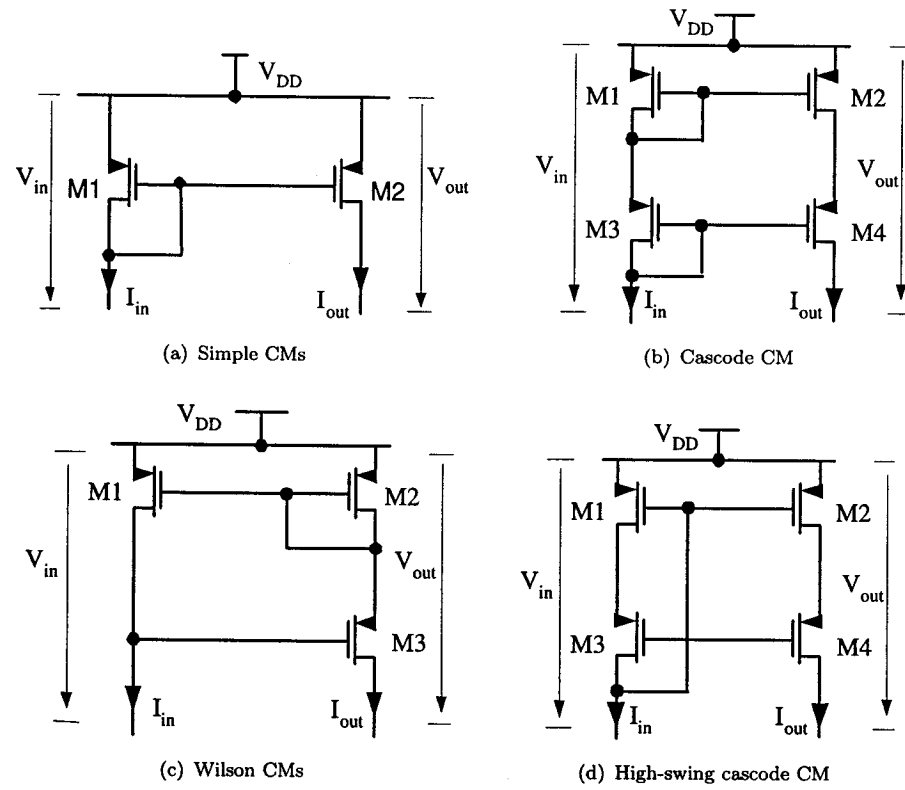 V_DD
V_in
M1
M2
V_out
I_in
I_out
(a) Simple CMs
V_DD
M1
M2
V_in
V_out
M3
M4
I_in
I_out
(b) Cascode CM
V_DD
M1
M2
V_in
V_out
M3
I_in
I_out
(c) Wilson CMs
V_DD
M1
M2
V_in
V_out
M3
M4
I_in
I_out
(d) High-swing cascode CM